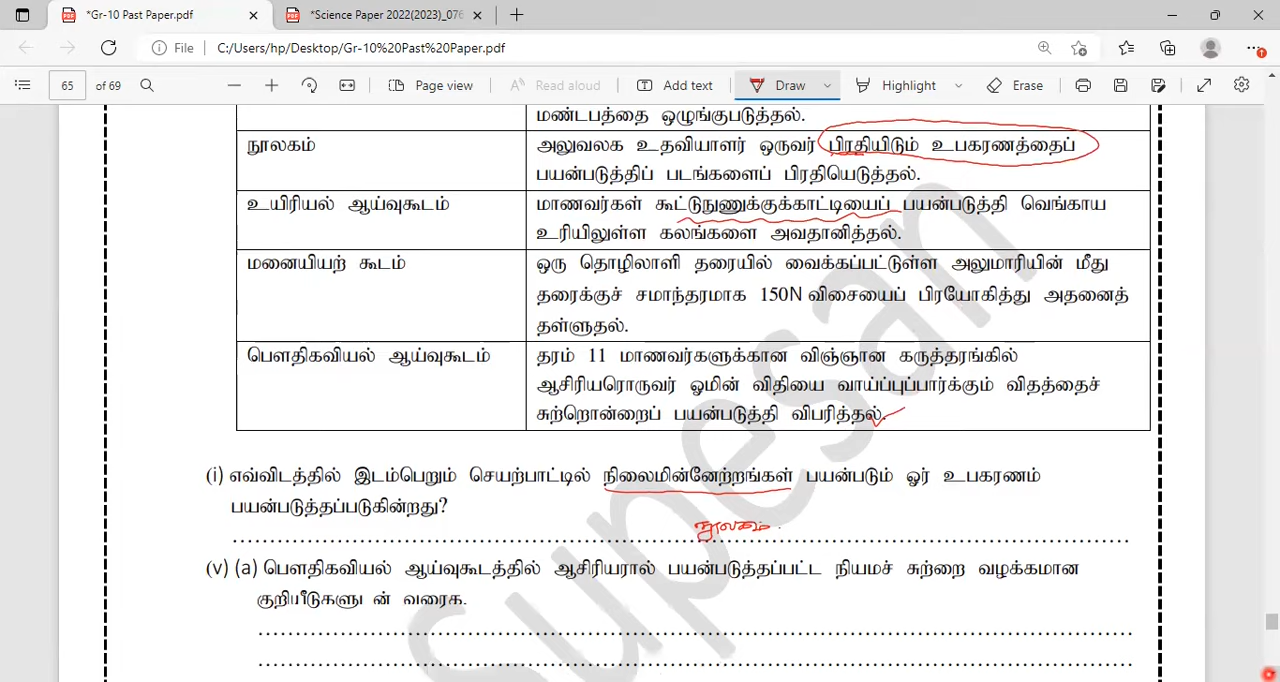 *Gr-10 Past Paper.pdf
*Science Paper 2022(2023)_076
File C:/Users/hp/Desktop/Gr-10%20Past%20Paper.pdf
65 of 69 Page view Read aloud Add text Draw Highlight Erase
மண்டபத்தை ஒழுங்குபடுத்தல்.
நூலகம்
அலுவலக உதவியாளர் ஒருவர் பிரதியிடும் உபகரணத்தைப்
பயன்படுத்திப் படங்களைப் பிரதியெடுத்தல்.
உயிரியல் ஆய்வுகூடம்
மாணவர்கள் கூட்டுநுணுக்குக்காட்டியைப் பயன்படுத்தி வெங்காய
உரியிலுள்ள கலங்களை அவதானித்தல்.
மனையியற் கூடம்
ஒரு தொழிலாளி தரையில் வைக்கப்பட்டுள்ள அலுமாரியின் மீது
தரைக்குச் சமாந்தரமாக 150N விசையைப் பிரயோகித்து அதனைத்
தள்ளுதல்.
பௌதிகவியல் ஆய்வுகூடம்
தரம் 11 மாணவர்களுக்கான விஞ்ஞான கருத்தரங்கில்
ஆசிரியரொருவர் ஓமின் விதியை வாய்ப்புப்பார்க்கும் விதத்தைச்
சுற்றொன்றைப் பயன்படுத்தி விபரித்தல்.
(i) எவ்விடத்தில் இடம்பெறும் செயற்பாட்டில் நிலைமின்னேற்றங்கள் பயன்படும் ஓர் உபகரணம்
பயன்படுத்தப்படுகின்றது?
நூலகம்
(v) (a) பௌதிகவியல் ஆய்வுகூடத்தில் ஆசிரியரால் பயன்படுத்தப்பட்ட நியமச் சுற்றை வழக்கமான
குறியீடுகளுடன் வரைக.
Supesan